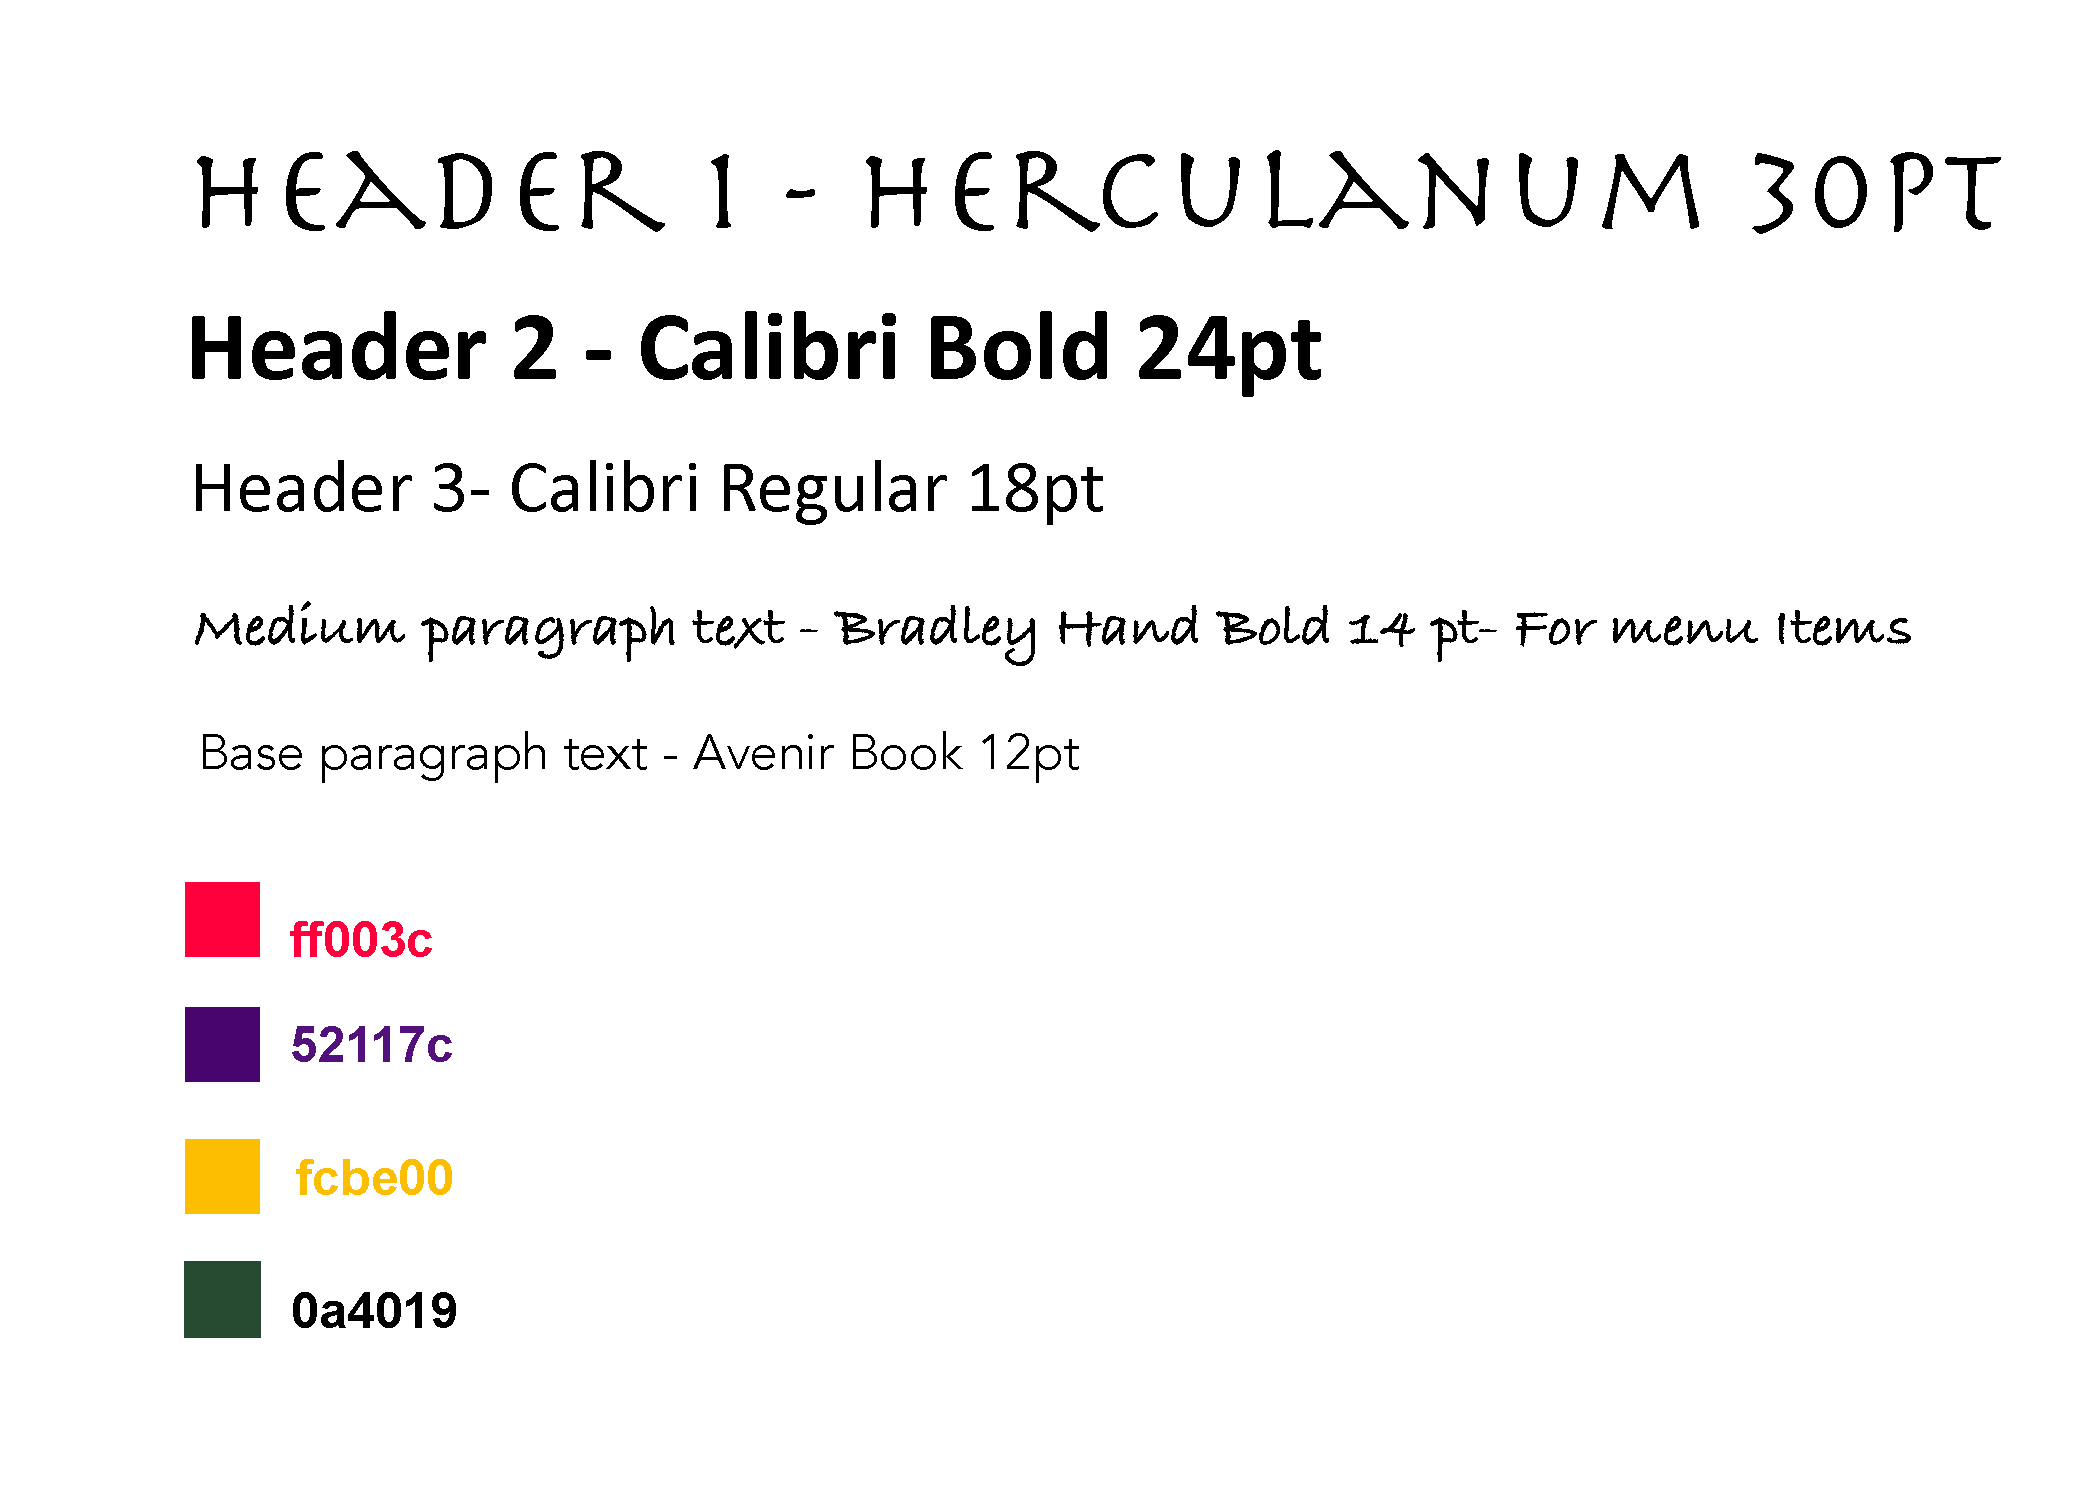 HEADER 1 - HERCULANUM 30PT
Header 2 - Calibri Bold 24pt
Header 3- Calibri Regular 18pt
Medium paragraph text - Bradley Hand Bold 14 pt- For menu Items
Base paragraph text - Avenir Book 12pt
ff003c
52117c
fcbe00
0a4019